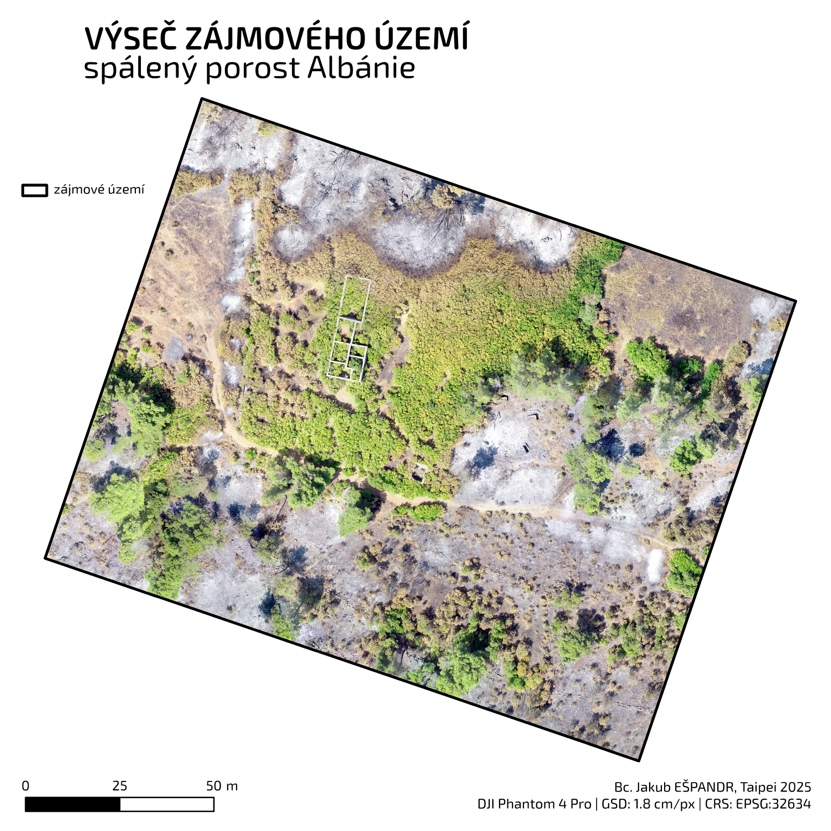 VÝSEČ ZÁJMOVÉHO ÚZEMÍ
spálený porost Albánie
zájmové území
0 25 50 m
Bc. Jakub EŠPANDR, Taipei 2025
DJI Phantom 4 Pro | GSD: 1.8 cm/px | CRS: EPSG:32634